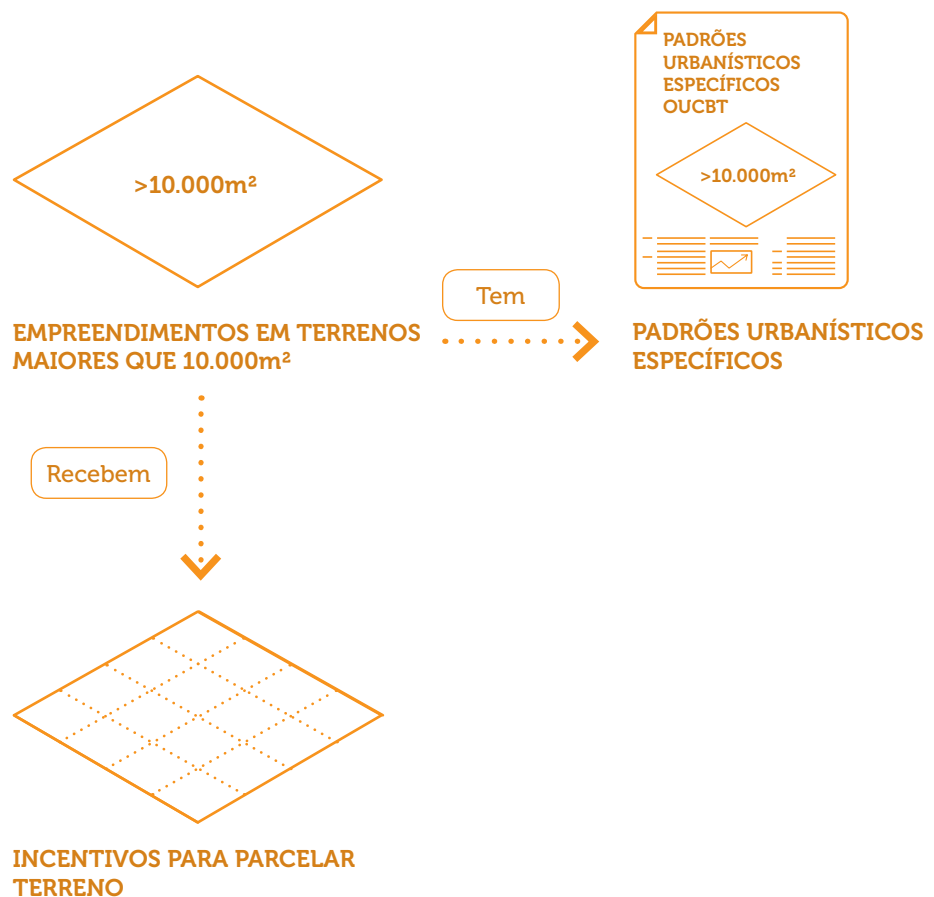 PADRÕES
URBANÍSTICOS
ESPECÍFICOS
OUCBT
>10.000m²
>10.000m²
Tem
EMPREENDIMENTOS EM TERRENOS
MAIORES QUE 10.000m²
PADRÕES URBANÍSTICOS
ESPECÍFICOS
Recebem
INCENTIVOS PARA PARCELAR
TERRENO